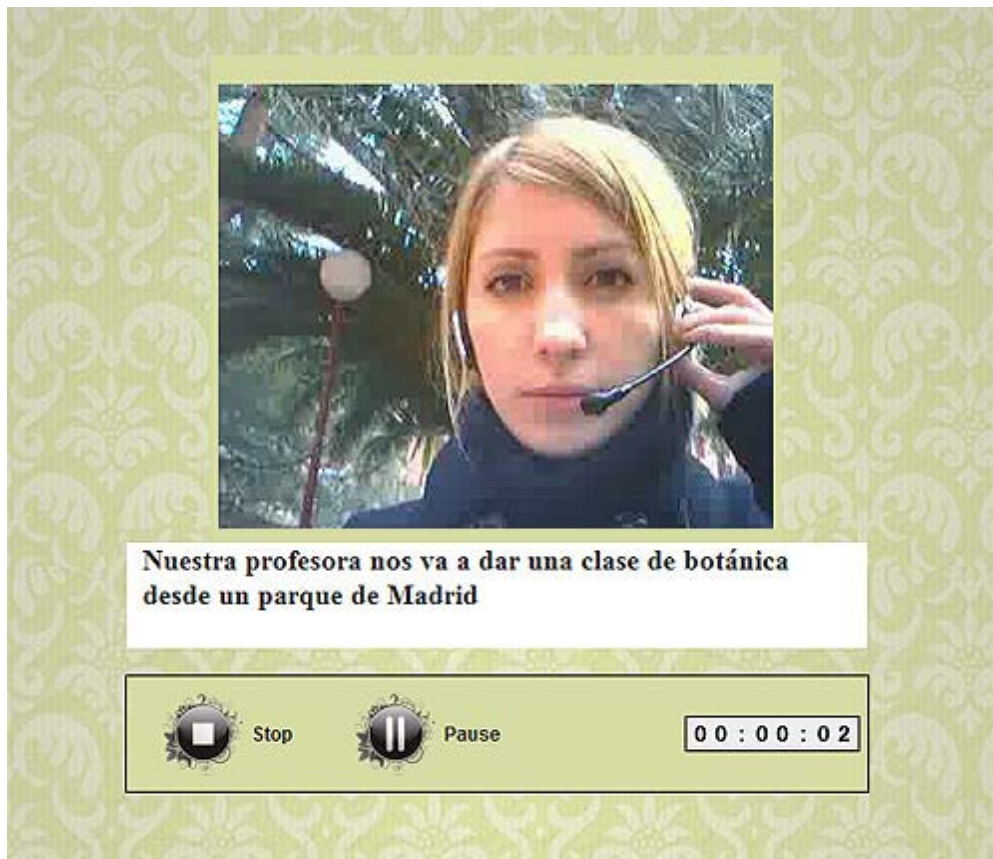 Nuestra profesora nos va a dar una clase de botánica
desde un parque de Madrid
Stop Pause 00:00:02